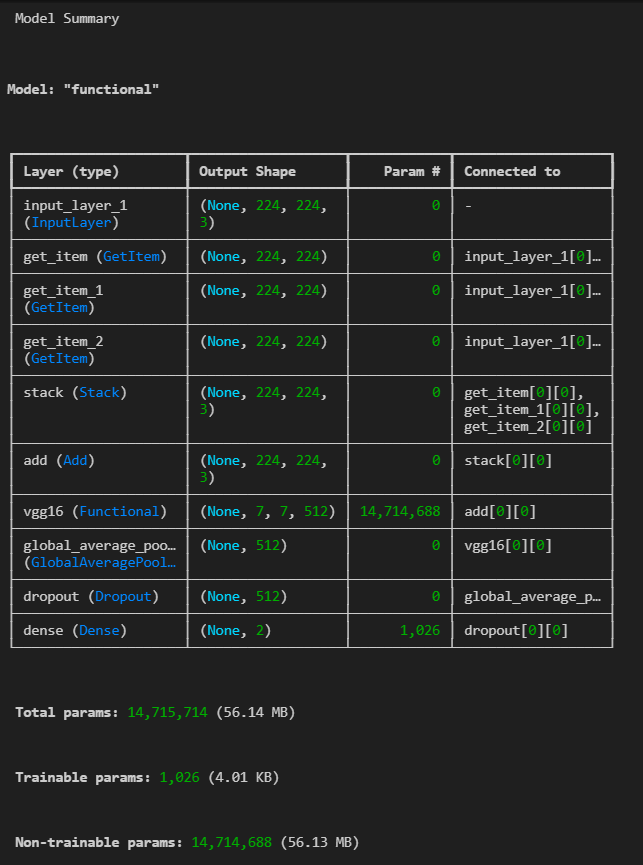 Model Summary
Model: "functional"
Layer (type) Output Shape Param # Connected to
input_layer_1 (None, 224, 224, 0 -
(InputLayer) 3)
get_item (GetItem) (None, 224, 224) 0 input_layer_1[0]…
get_item_1 (None, 224, 224) 0 input_layer_1[0]…
(GetItem)
get_item_2 (None, 224, 224) 0 input_layer_1[0]…
(GetItem)
stack (Stack) (None, 224, 224, 0 get_item[0][0],
3) get_item_1[0][0],
get_item_2[0][0]
add (Add) (None, 224, 224, 0 stack[0][0]
3)
vgg16 (Functional) (None, 7, 7, 512) 14,714,688 add[0][0]
global_average_poo… (None, 512) 0 vgg16[0][0]
(GlobalAveragePool…
dropout (Dropout) (None, 512) 0 global_average_p…
dense (Dense) (None, 2) 1,026 dropout[0][0]
Total params: 14,715,714 (56.14 MB)
Trainable params: 1,026 (4.01 KB)
Non-trainable params: 14,714,688 (56.13 MB)